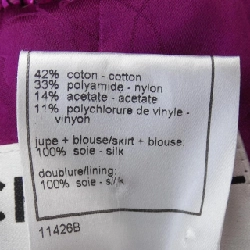 42% coton - cotton
33% polyamide - nylon
14% acetate - acetate
11% polychlorure de vinyle -
vinyon
jupe + blouse/skirt + blouse:
100% soie - silk
doublure/lining:
100% soie - silk
11426B